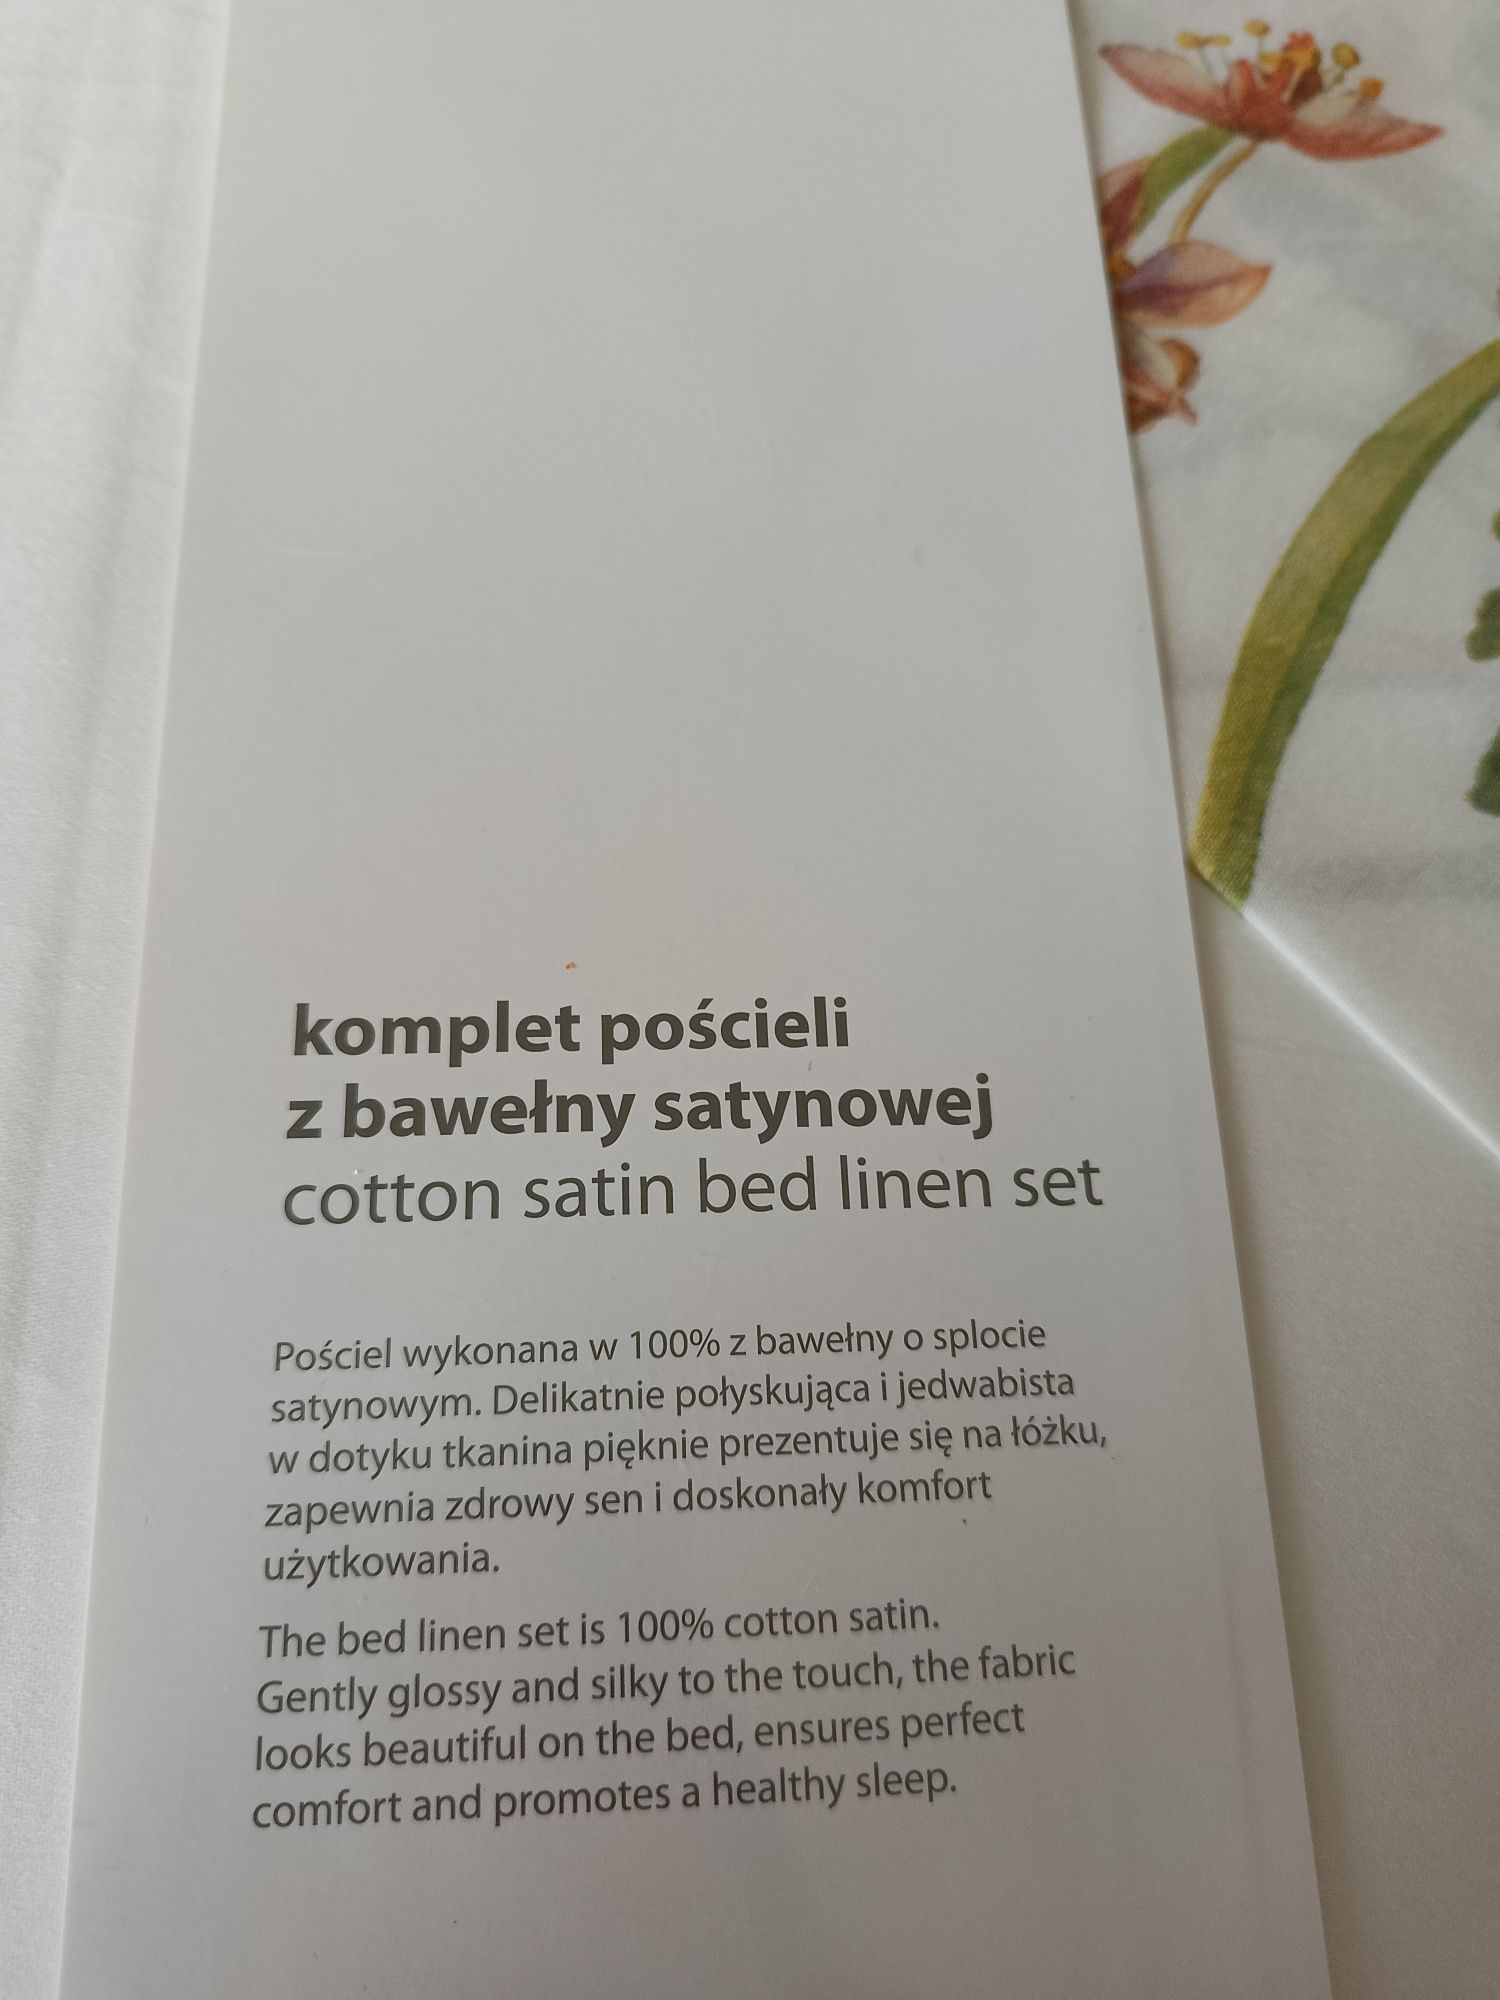 komplet pościeli
z bawełny satynowej
cotton satin bed linen set
Pościel wykonana w 100% z bawełny o splocie
satynowym. Delikatnie połyskująca i jedwabista
w dotyku tkanina pięknie prezentuje się na łóżku,
zapewnia zdrowy sen i doskonały komfort
użytkowania.
The bed linen set is 100% cotton satin.
Gently glossy and silky to the touch, the fabric
looks beautiful on the bed, ensures perfect
comfort and promotes a healthy sleep.